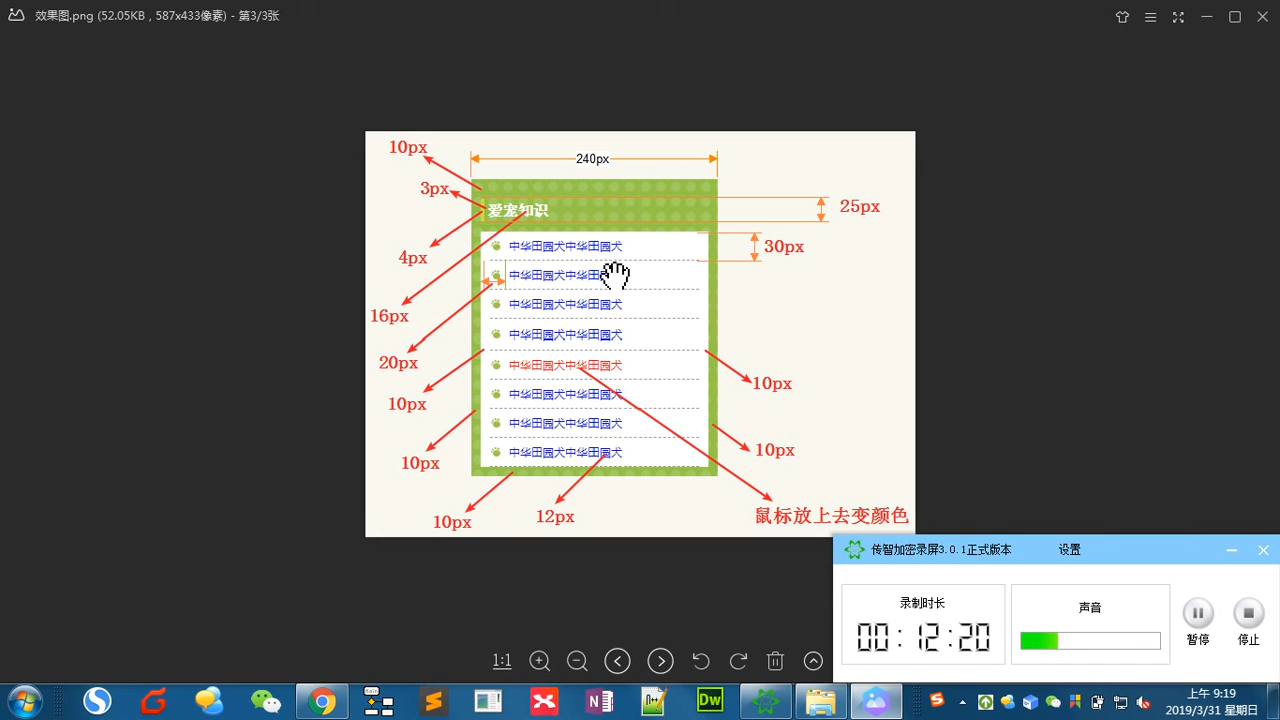 效果图.png (52.05KB , 587x433像素) - 第3/3张
10px
240px
3px
爱宠知识
25px
中华田园犬中华田园犬
30px
4px
中华田园犬中华田
中华田园犬中华田园犬
16px
中华田园犬中华田园犬
20px
中华田园犬中华田园犬
10px
中华田园犬中华田园犬
10px
中华田园犬中华田园犬
中华田园犬中华田园犬
10px
10px
10px
12px
鼠标放上去变颜色
传智加密录屏3.0.1正式版本
设置
录制时长
声音
00:12:20
暂停
停止
1:1
Main
N
Dw
S
上午 9:19
2019/3/31 星期日